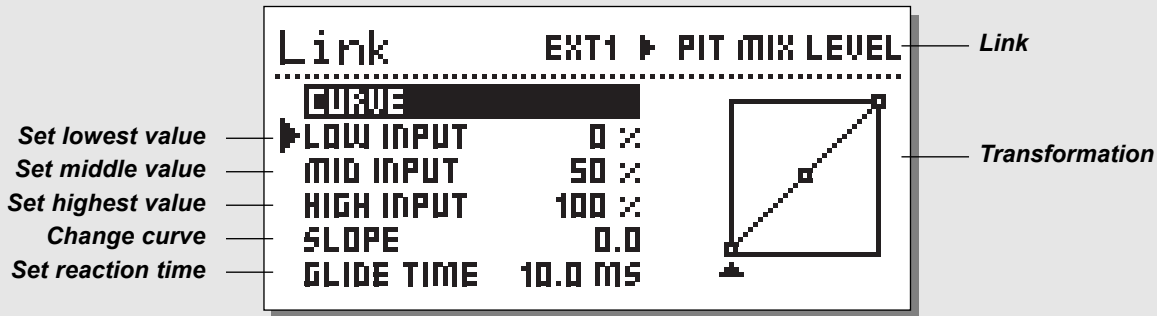 Link EXT1 ▶ PIT MIX LEVEL
Link
CURVE
Set lowest value
LOW INPUT 0 %
Set middle value
MID INPUT 50 %
Transformation
Set highest value
HIGH INPUT 100 %
Change curve
SLOPE 0.0
Set reaction time
GLIDE TIME 10.0 MS